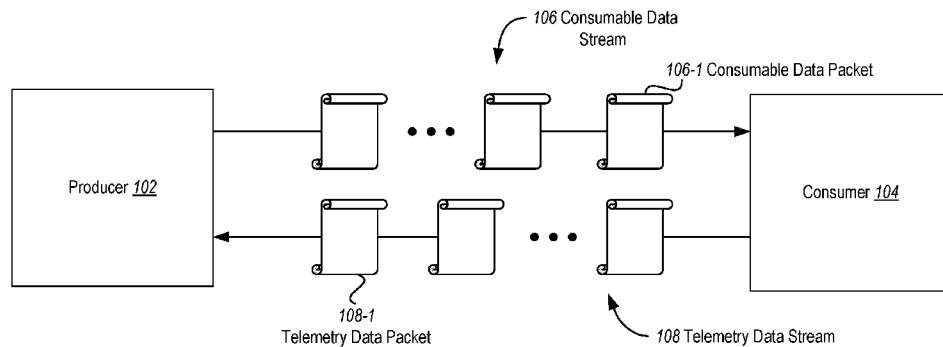 106 Consumable Data
Stream
106-1 Consumable Data Packet
Producer 102
Consumer 104
108-1
Telemetry Data Packet
108 Telemetry Data Stream